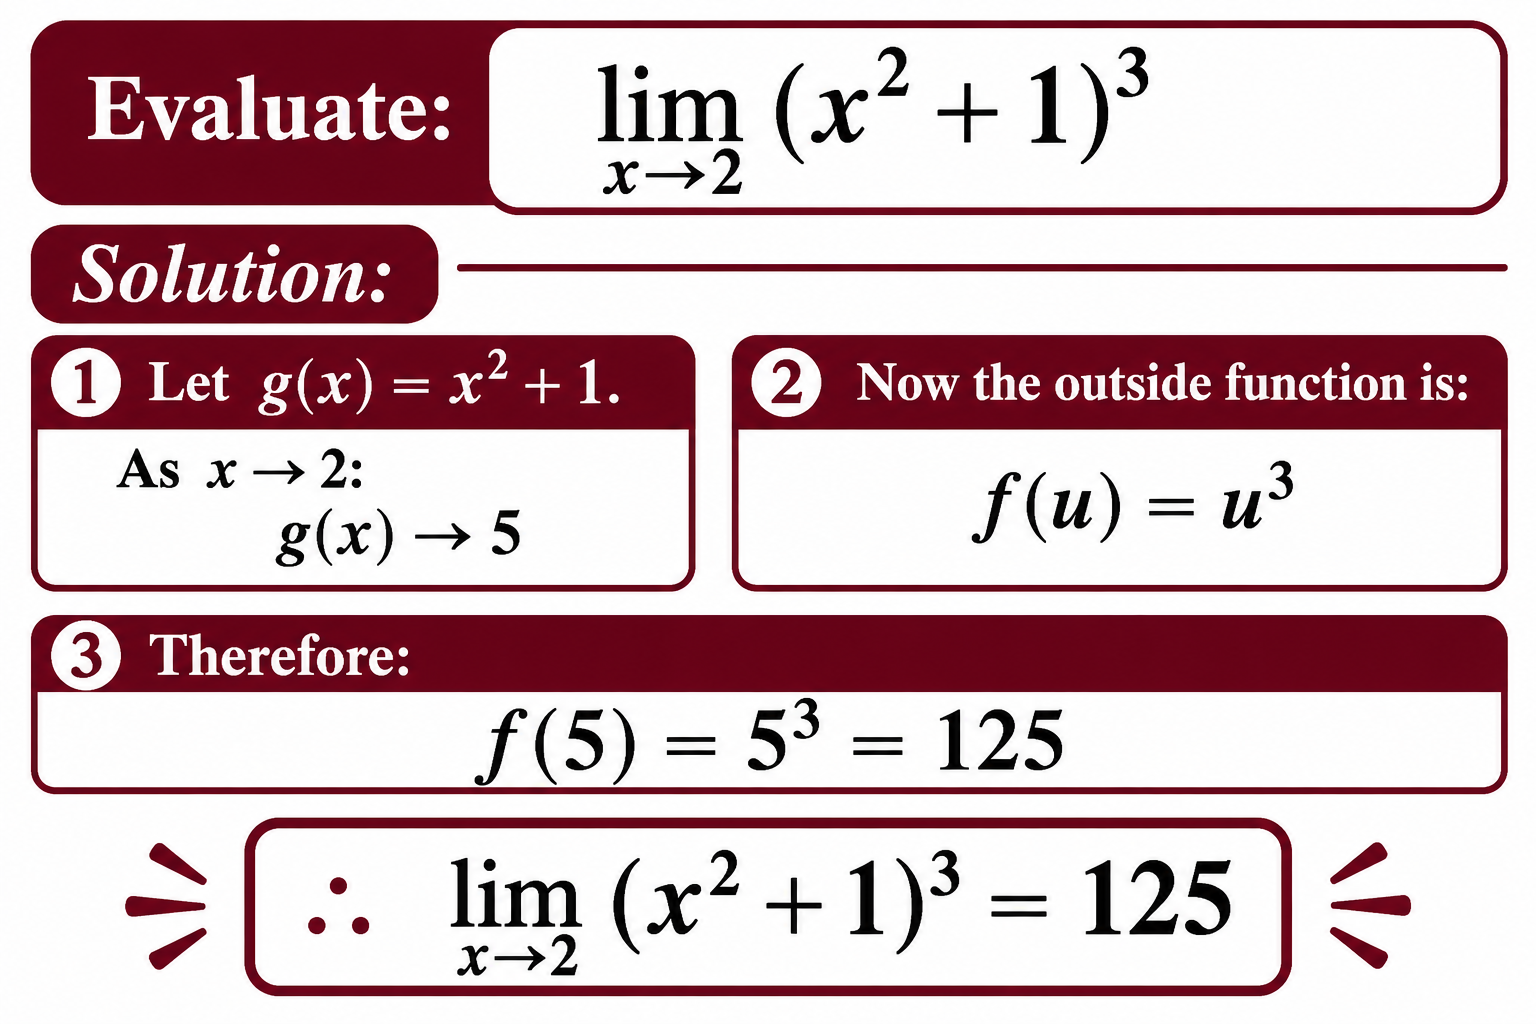 Evaluate: lim x→2 (x² + 1)³
Solution:
1 Let g(x) = x² + 1.
As x → 2:
g(x) → 5
2 Now the outside function is:
f(u) = u³
3 Therefore:
f(5) = 5³ = 125
∴ lim x→2 (x² + 1)³ = 125